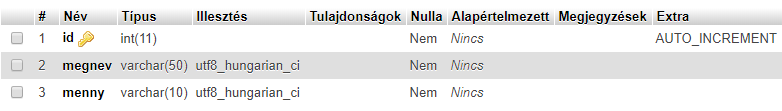 # Név Típus Illesztés Tulajdonságok Nulla Alapértelmezett Megjegyzések Extra
1 id int(11) Nem Nincs AUTO_INCREMENT
2 megnev varchar(50) utf8_hungarian_ci Nem Nincs
3 menny varchar(10) utf8_hungarian_ci Nem Nincs